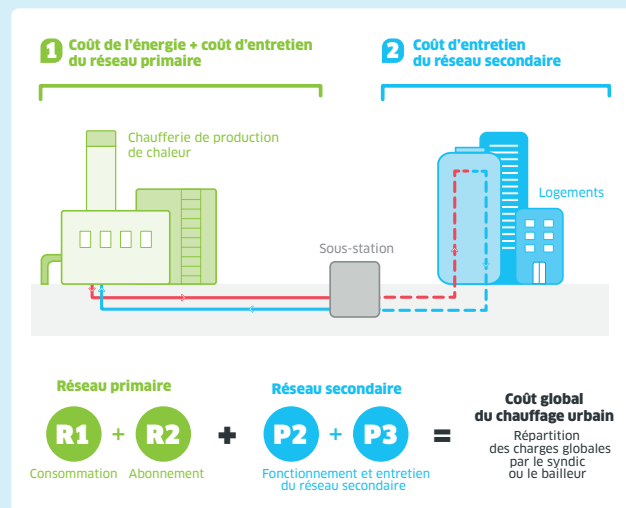 1 Coût de l'énergie + coût d'entretien
du réseau primaire
2 Coût d'entretien
du réseau secondaire
Chaufferie de production
de chaleur
Logements
Sous-station
Réseau primaire
Réseau secondaire
R1 + R2 + P2 + P3 =
Consommation Abonnement
Fonctionnement et entretien
du réseau secondaire
Coût global
du chauffage urbain
Répartition
des charges globales
par le syndic
ou le bailleur